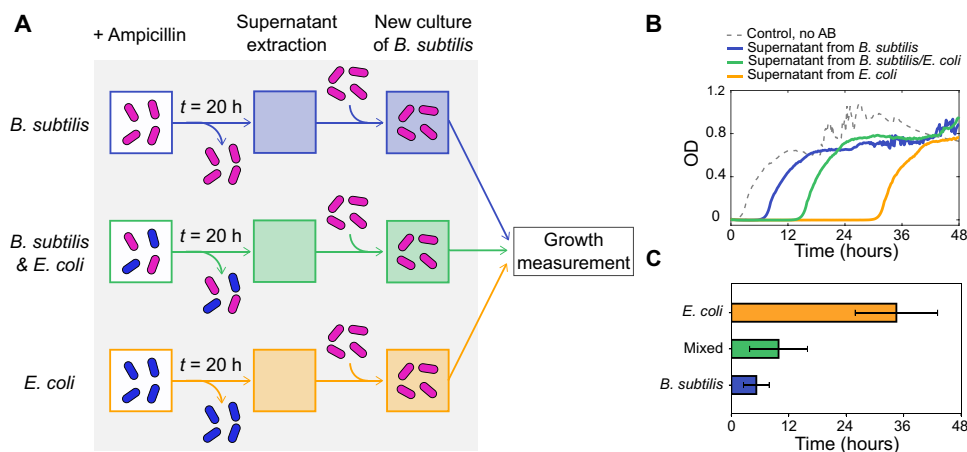 A
+ Ampicillin
Supernatant
extraction
New culture
of B. subtilis
B. subtilis
t = 20 h
B. subtilis
& E. coli
t = 20 h
E. coli
t = 20 h
Growth
measurement
B
Control, no AB
Supernatant from B. subtilis
Supernatant from B. subtilis/E. coli
Supernatant from E. coli
OD
1.2
0.8
0.4
0
0 12 24 36 48
Time (hours)
C
E. coli
Mixed
B. subtilis
0 12 24 36 48
Time (hours)